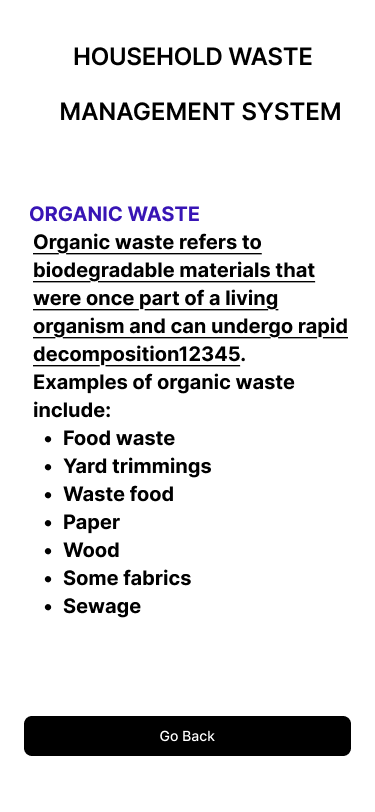 HOUSEHOLD WASTE
MANAGEMENT SYSTEM
ORGANIC WASTE
Organic waste refers to
biodegradable materials that
were once part of a living
organism and can undergo rapid
decomposition12345.
Examples of organic waste
include:
• Food waste
• Yard trimmings
• Waste food
• Paper
• Wood
• Some fabrics
• Sewage
Go Back